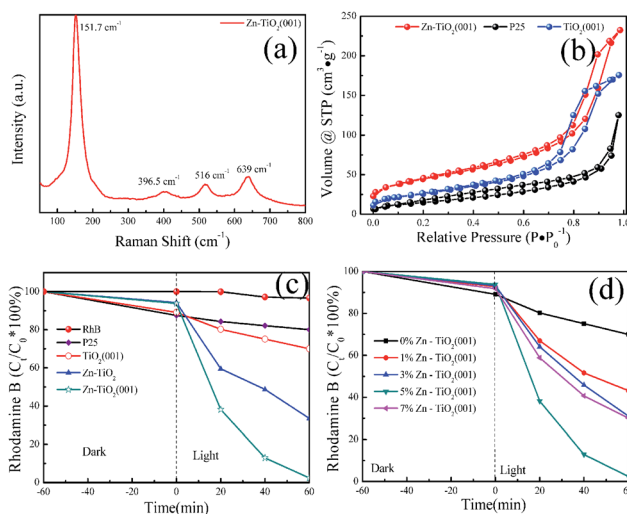 Zn-TiO2(001)
(a)
151.7 cm-1
396.5 cm-1
516 cm-1
639 cm-1
Intensity (a.u.)
100 200 300 400 500 600 700 800
Raman Shift (cm-1)
Zn-TiO2(001) P25 TiO2(001)
(b)
Volume @ STP (cm3•g-1)
250
200
150
100
50
0
0.0 0.2 0.4 0.6 0.8 1.0
Relative Pressure (P•P0-1)
(c)
Rhodamine B (Ct/C0*100%)
100
80
60
40
20
0
RhB
P25
TiO2(001)
Zn-TiO2
Zn-TiO2(001)
Dark
Light
-60 -40 -20 0 20 40 60
Time(min)
(d)
Rhodamine B (Ct/C0*100%)
100
80
60
40
20
0
0% Zn - TiO2(001)
1% Zn - TiO2(001)
3% Zn - TiO2(001)
5% Zn - TiO2(001)
7% Zn - TiO2(001)
Dark
Light
-60 -40 -20 0 20 40 60
Time(min)